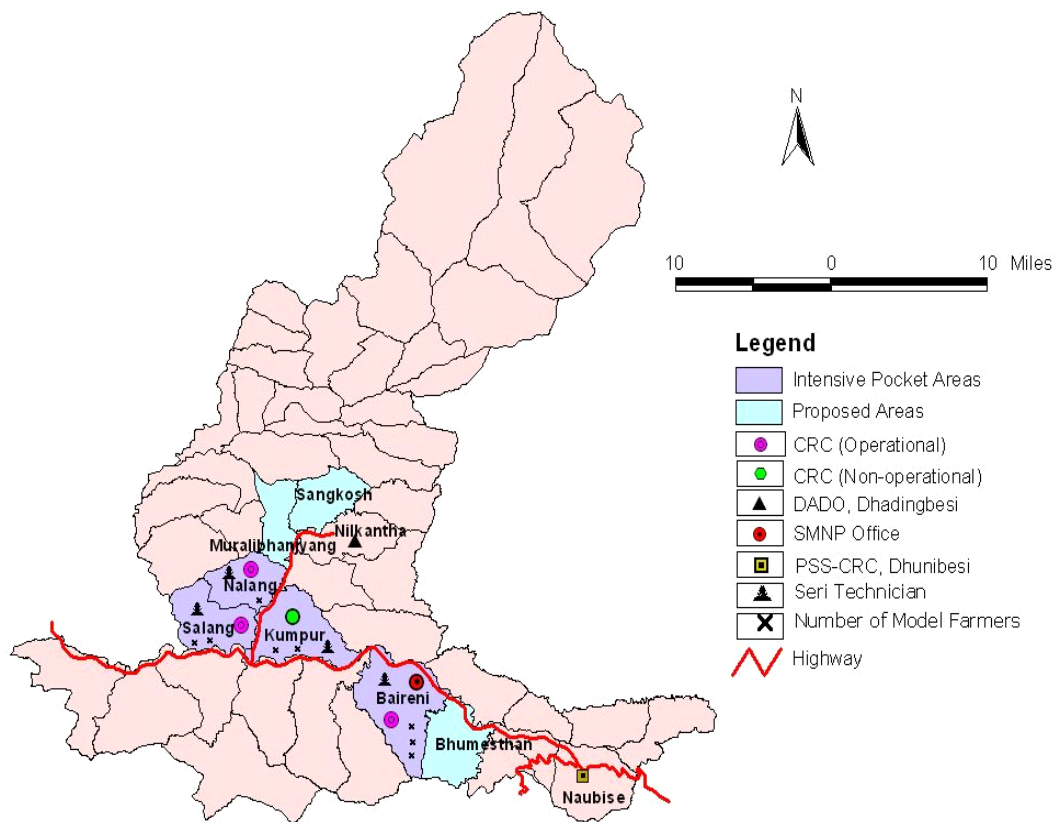 N
10 0 10 Miles
Legend
Intensive Pocket Areas
Proposed Areas
CRC (Operational)
CRC (Non-operational)
DADO, Dhadingbesi
SMNP Office
PSS-CRC, Dhunibesi
Seri Technician
Number of Model Farmers
Highway
Sangkosh
Nilkantha
Muralibhanjyang
Nalang
Salang
Kumpur
Baireni
Bhumesthan
Naubise